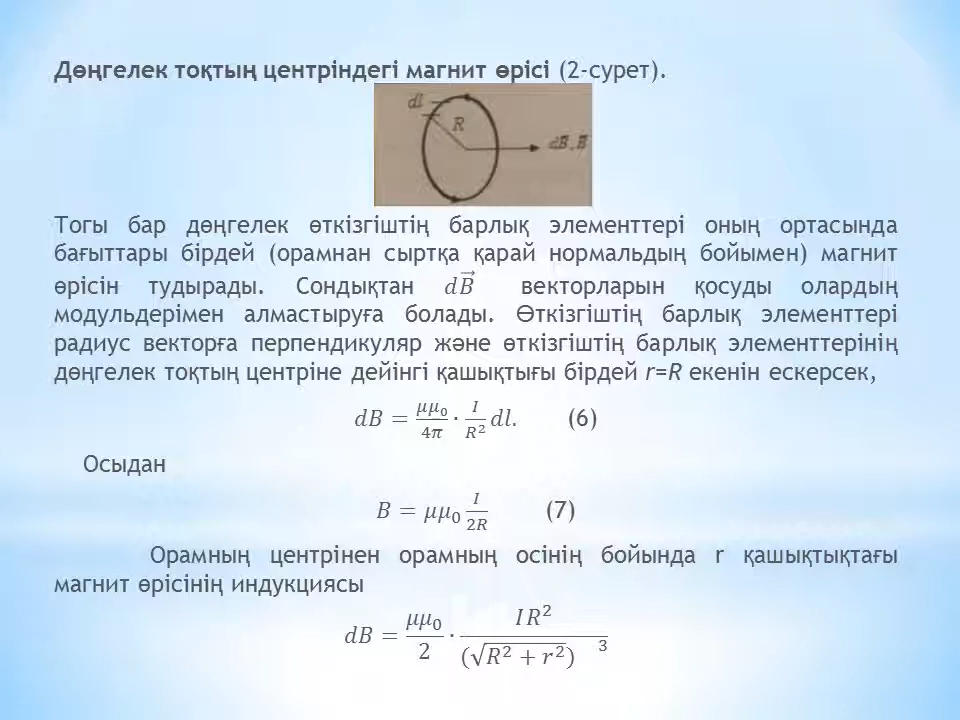 Дөңгелек тоқтың центріндегі магнит өрісі (2-сурет).
dl
R
dB⃗, B⃗
Тогы бар дөңгелек өткізгіштің барлық элементтері оның ортасында
бағыттары бірдей (орамнан сыртқа қарай нормальдың бойымен) магнит
өрісін тудырады. Сондықтан dB⃗ векторларын қосуды олардың
модульдерімен алмастыруға болады. Өткізгіштің барлық элементтері
радиус векторға перпендикуляр және өткізгіштің барлық элементтерінің
дөңгелек тоқтың центріне дейінгі қашықтығы бірдей r=R екенін ескерсек,
dB = μμ₀/4π · I/R² dl. (6)
Осыдан
B = μμ₀ I/2R (7)
Орамның центрінен орамның осінің бойында r қашықтықтағы
магнит өрісінің индукциясы
dB = μμ₀/2 · IR²/(√(R² + r²)) ³